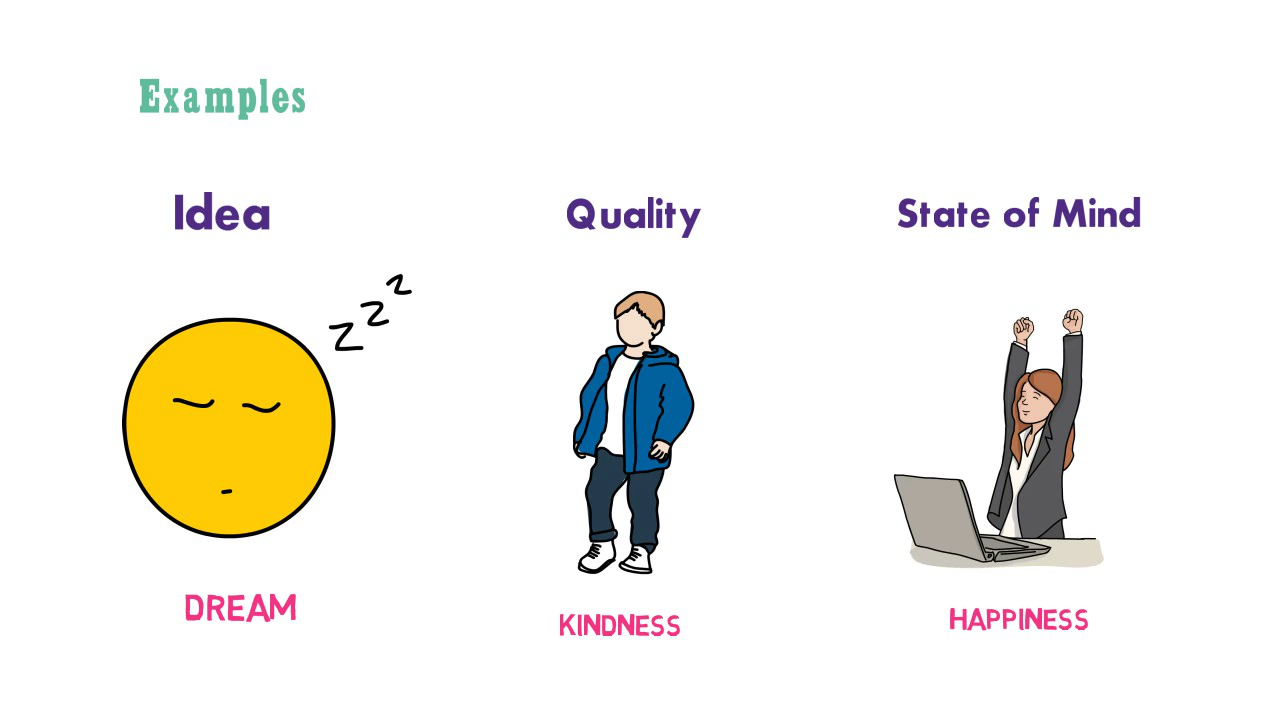 Examples
Idea
Quality
State of Mind
z z z
DREAM
KINDNESS
HAPPINESS